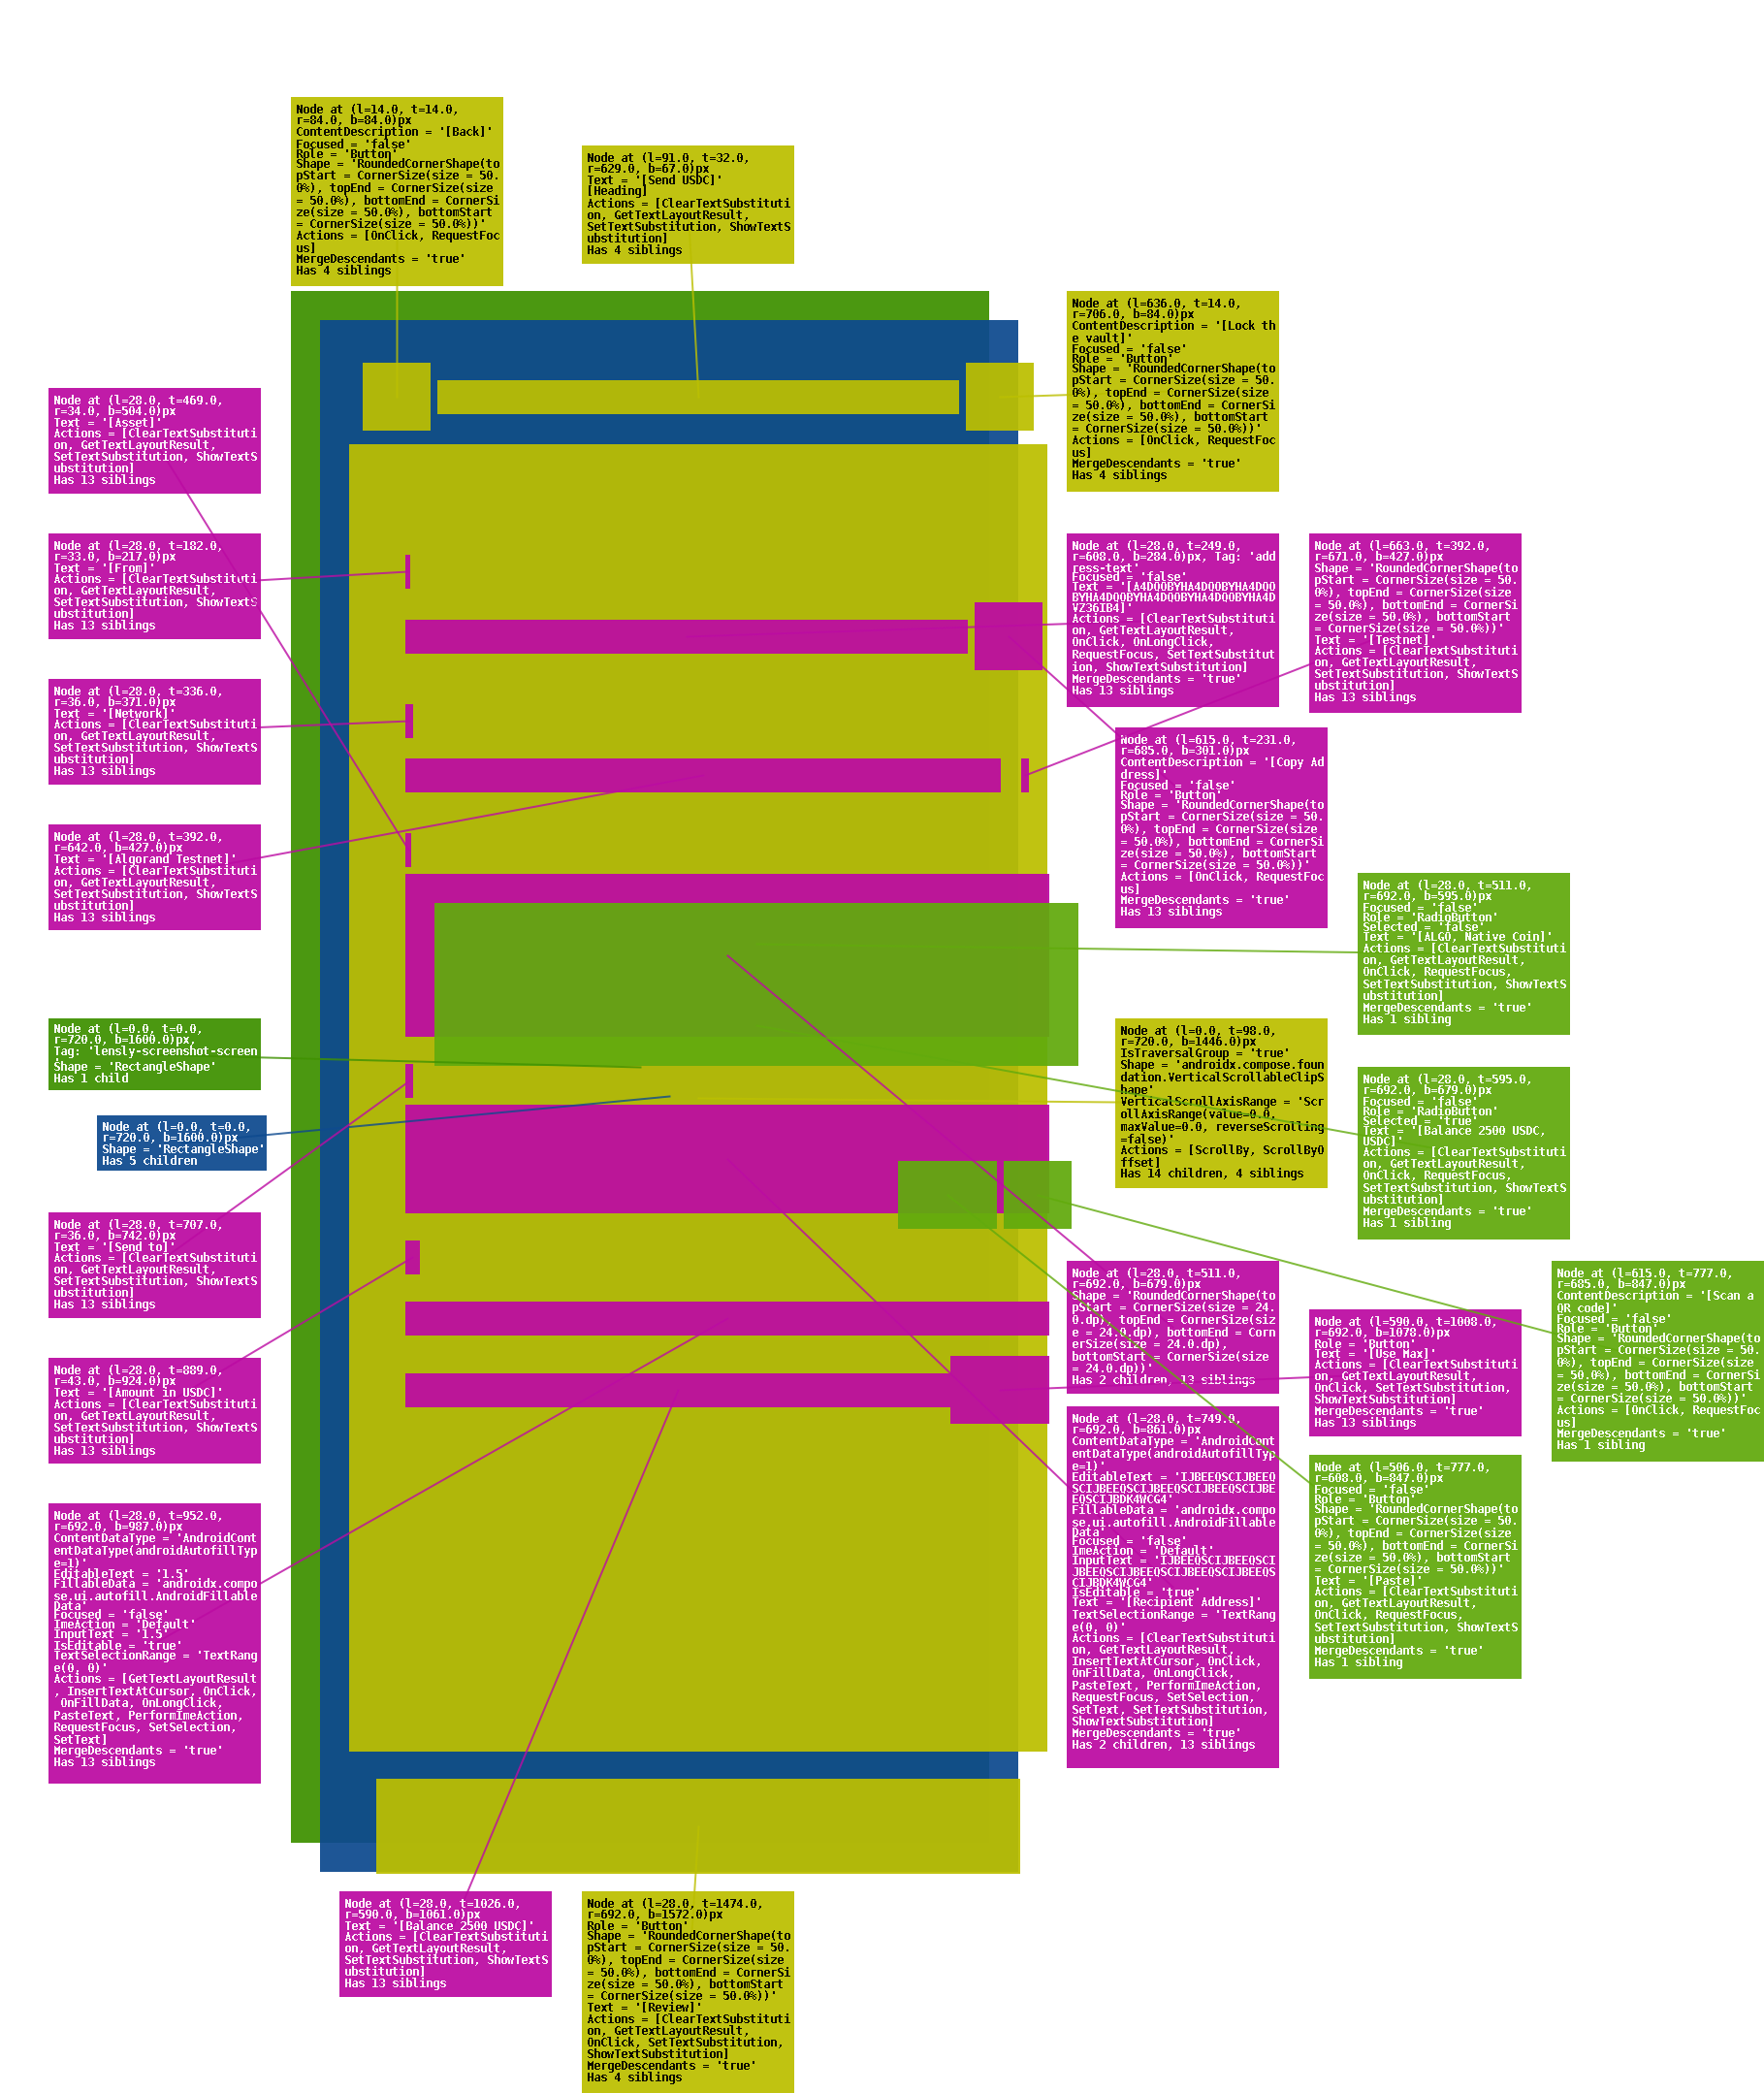 Node at (l=14.0, t=14.0,
r=84.0, b=84.0)px
ContentDescription = '[Back]'
Focused = 'false'
Role = 'Button'
Shape = 'RoundedCornerShape(to
pStart = CornerSize(size = 50.
0%), topEnd = CornerSize(size
= 50.0%), bottomEnd = CornerSi
ze(size = 50.0%), bottomStart
= CornerSize(size = 50.0%))'
Actions = [OnClick, RequestFoc
us]
MergeDescendants = 'true'
Has 4 siblings
Node at (l=91.0, t=32.0,
r=629.0, b=67.0)px
Text = '[Send USDC]'
[Heading]
Actions = [ClearTextSubstituti
on, GetTextLayoutResult,
SetTextSubstitution, ShowTextS
ubstitution]
Has 4 siblings
Node at (l=636.0, t=14.0,
r=706.0, b=84.0)px
ContentDescription = '[Lock th
e vault]'
Focused = 'false'
Role = 'Button'
Shape = 'RoundedCornerShape(to
pStart = CornerSize(size = 50.
0%), topEnd = CornerSize(size
= 50.0%), bottomEnd = CornerSi
ze(size = 50.0%), bottomStart
= CornerSize(size = 50.0%))'
Actions = [OnClick, RequestFoc
us]
MergeDescendants = 'true'
Has 4 siblings
Node at (l=28.0, t=469.0,
r=34.0, b=504.0)px
Text = '[Asset]'
Actions = [ClearTextSubstituti
on, GetTextLayoutResult,
SetTextSubstitution, ShowTextS
ubstitution]
Has 13 siblings
Node at (l=28.0, t=182.0,
r=33.0, b=217.0)px
Text = '[From]'
Actions = [ClearTextSubstituti
on, GetTextLayoutResult,
SetTextSubstitution, ShowTextS
ubstitution]
Has 13 siblings
Node at (l=28.0, t=249.0,
r=608.0, b=284.0)px, Tag: 'add
ress-text'
Focused = 'false'
Text = '[A4DQOBYHA4DQOBYHA4DQO
BYHA4DQOBYHA4DQOBYHA4DQOBYHA4D
VZ36IB4]'
Actions = [ClearTextSubstituti
on, GetTextLayoutResult,
OnClick, OnLongClick,
RequestFocus, SetTextSubstitut
ion, ShowTextSubstitution]
MergeDescendants = 'true'
Has 13 siblings
Node at (l=663.0, t=392.0,
r=671.0, b=427.0)px
Shape = 'RoundedCornerShape(to
pStart = CornerSize(size = 50.
0%), topEnd = CornerSize(size
= 50.0%), bottomEnd = CornerSi
ze(size = 50.0%), bottomStart
= CornerSize(size = 50.0%))'
Text = '[Testnet]'
Actions = [ClearTextSubstituti
on, GetTextLayoutResult,
SetTextSubstitution, ShowTextS
ubstitution]
Has 13 siblings
Node at (l=28.0, t=336.0,
r=36.0, b=371.0)px
Text = '[Network]'
Actions = [ClearTextSubstituti
on, GetTextLayoutResult,
SetTextSubstitution, ShowTextS
ubstitution]
Has 13 siblings
Node at (l=615.0, t=231.0,
r=685.0, b=301.0)px
ContentDescription = '[Copy Ad
dress]'
Focused = 'false'
Role = 'Button'
Shape = 'RoundedCornerShape(to
pStart = CornerSize(size = 50.
0%), topEnd = CornerSize(size
= 50.0%), bottomEnd = CornerSi
ze(size = 50.0%), bottomStart
= CornerSize(size = 50.0%))'
Actions = [OnClick, RequestFoc
us]
MergeDescendants = 'true'
Has 13 siblings
Node at (l=28.0, t=392.0,
r=642.0, b=427.0)px
Text = '[Algorand Testnet]'
Actions = [ClearTextSubstituti
on, GetTextLayoutResult,
SetTextSubstitution, ShowTextS
ubstitution]
Has 13 siblings
Node at (l=28.0, t=511.0,
r=692.0, b=595.0)px
Focused = 'false'
Role = 'RadioButton'
Selected = 'false'
Text = '[ALGO, Native Coin]'
Actions = [ClearTextSubstituti
on, GetTextLayoutResult,
OnClick, RequestFocus,
SetTextSubstitution, ShowTextS
ubstitution]
MergeDescendants = 'true'
Has 1 sibling
Node at (l=0.0, t=0.0,
r=720.0, b=1600.0)px,
Tag: 'lensly-screenshot-screen
'
Shape = 'RectangleShape'
Has 1 child
Node at (l=0.0, t=98.0,
r=720.0, b=1446.0)px
IsTraversalGroup = 'true'
Shape = 'androidx.compose.foun
dation.VerticalScrollableClipS
hape'
VerticalScrollAxisRange = 'Scr
ollAxisRange(value=0.0,
maxValue=0.0, reverseScrolling
=false)'
Actions = [ScrollBy, ScrollByO
ffset]
Has 14 children, 4 siblings
Node at (l=28.0, t=595.0,
r=692.0, b=679.0)px
Focused = 'false'
Role = 'RadioButton'
Selected = 'true'
Text = '[Balance 2500 USDC,
USDC]'
Actions = [ClearTextSubstituti
on, GetTextLayoutResult,
OnClick, RequestFocus,
SetTextSubstitution, ShowTextS
ubstitution]
MergeDescendants = 'true'
Has 1 sibling
Node at (l=0.0, t=0.0,
r=720.0, b=1600.0)px
Shape = 'RectangleShape'
Has 5 children
Node at (l=28.0, t=707.0,
r=36.0, b=742.0)px
Text = '[Send to]'
Actions = [ClearTextSubstituti
on, GetTextLayoutResult,
SetTextSubstitution, ShowTextS
ubstitution]
Has 13 siblings
Node at (l=28.0, t=511.0,
r=692.0, b=679.0)px
Shape = 'RoundedCornerShape(to
pStart = CornerSize(size = 24.
0.dp), topEnd = CornerSize(siz
e = 24.0.dp), bottomEnd = Corn
erSize(size = 24.0.dp),
bottomStart = CornerSize(size
= 24.0.dp))'
Has 2 children, 13 siblings
Node at (l=615.0, t=777.0,
r=685.0, b=847.0)px
ContentDescription = '[Scan a
QR code]'
Focused = 'false'
Role = 'Button'
Shape = 'RoundedCornerShape(to
pStart = CornerSize(size = 50.
0%), topEnd = CornerSize(size
= 50.0%), bottomEnd = CornerSi
ze(size = 50.0%), bottomStart
= CornerSize(size = 50.0%))'
Actions = [OnClick, RequestFoc
us]
MergeDescendants = 'true'
Has 1 sibling
Node at (l=590.0, t=1008.0,
r=692.0, b=1078.0)px
Role = 'Button'
Text = '[Use Max]'
Actions = [ClearTextSubstituti
on, GetTextLayoutResult,
OnClick, SetTextSubstitution,
ShowTextSubstitution]
MergeDescendants = 'true'
Has 13 siblings
Node at (l=28.0, t=889.0,
r=43.0, b=924.0)px
Text = '[Amount in USDC]'
Actions = [ClearTextSubstituti
on, GetTextLayoutResult,
SetTextSubstitution, ShowTextS
ubstitution]
Has 13 siblings
Node at (l=28.0, t=749.0,
r=692.0, b=861.0)px
ContentDataType = 'AndroidCont
entDataType(androidAutofillTyp
e=1)'
EditableText = 'IJBEEQSCIJBEEQ
SCIJBEEQSCIJBEEQSCIJBEEQSCIJBE
EQSCIJBDK4WCG4'
FillableData = 'androidx.compo
se.ui.autofill.AndroidFillable
Data'
Focused = 'false'
ImeAction = 'Default'
InputText = 'IJBEEQSCIJBEEQSCI
JBEEQSCIJBEEQSCIJBEEQSCIJBEEQS
CIJBDK4WCG4'
IsEditable = 'true'
Text = '[Recipient Address]'
TextSelectionRange = 'TextRang
e(0, 0)'
Actions = [ClearTextSubstituti
on, GetTextLayoutResult,
InsertTextAtCursor, OnClick,
OnFillData, OnLongClick,
PasteText, PerformImeAction,
RequestFocus, SetSelection,
SetText, SetTextSubstitution,
ShowTextSubstitution]
MergeDescendants = 'true'
Has 2 children, 13 siblings
Node at (l=506.0, t=777.0,
r=608.0, b=847.0)px
Focused = 'false'
Role = 'Button'
Shape = 'RoundedCornerShape(to
pStart = CornerSize(size = 50.
0%), topEnd = CornerSize(size
= 50.0%), bottomEnd = CornerSi
ze(size = 50.0%), bottomStart
= CornerSize(size = 50.0%))'
Text = '[Paste]'
Actions = [ClearTextSubstituti
on, GetTextLayoutResult,
OnClick, RequestFocus,
SetTextSubstitution, ShowTextS
ubstitution]
MergeDescendants = 'true'
Has 1 sibling
Node at (l=28.0, t=952.0,
r=692.0, b=987.0)px
ContentDataType = 'AndroidCont
entDataType(androidAutofillTyp
e=1)'
EditableText = '1.5'
FillableData = 'androidx.compo
se.ui.autofill.AndroidFillable
Data'
Focused = 'false'
ImeAction = 'Default'
InputText = '1.5'
IsEditable = 'true'
TextSelectionRange = 'TextRang
e(0, 0)'
Actions = [GetTextLayoutResult
, InsertTextAtCursor, OnClick,
OnFillData, OnLongClick,
PasteText, PerformImeAction,
RequestFocus, SetSelection,
SetText]
MergeDescendants = 'true'
Has 13 siblings
Node at (l=28.0, t=1026.0,
r=590.0, b=1061.0)px
Text = '[Balance 2500 USDC]'
Actions = [ClearTextSubstituti
on, GetTextLayoutResult,
SetTextSubstitution, ShowTextS
ubstitution]
Has 13 siblings
Node at (l=28.0, t=1474.0,
r=692.0, b=1572.0)px
Role = 'Button'
Shape = 'RoundedCornerShape(to
pStart = CornerSize(size = 50.
0%), topEnd = CornerSize(size
= 50.0%), bottomEnd = CornerSi
ze(size = 50.0%), bottomStart
= CornerSize(size = 50.0%))'
Text = '[Review]'
Actions = [ClearTextSubstituti
on, GetTextLayoutResult,
OnClick, SetTextSubstitution,
ShowTextSubstitution]
MergeDescendants = 'true'
Has 4 siblings